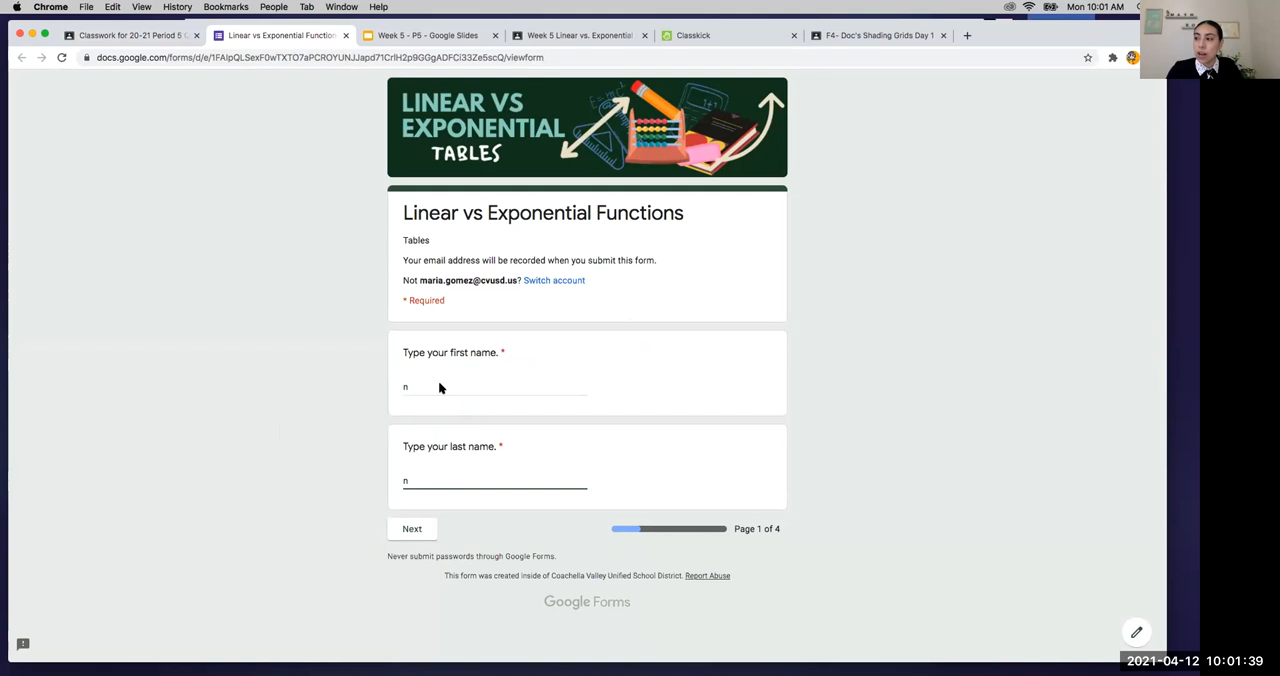 Chrome File Edit View History Bookmarks People Tab Window Help Mon 10:01 AM
Classwork for 20-21 Period 5 Linear vs Exponential Function Week 5 - P5 - Google Slides Week 5 Linear vs. Exponential Classkick F4- Doc's Shading Grids Day 1
docs.google.com/forms/d/e/
LINEAR VS
EXPONENTIAL
TABLES
Linear vs Exponential Functions
Tables
Your email address will be recorded when you submit this form.
Not maria.gomez@cvusd.us? Switch account
* Required
Type your first name. *
n
Type your last name. *
n
Next Page 1 of 4
Never submit passwords through Google Forms.
This form was created inside of Coachella Valley Unified School District. Report Abuse
Google Forms
2021-04-12 10:01:39